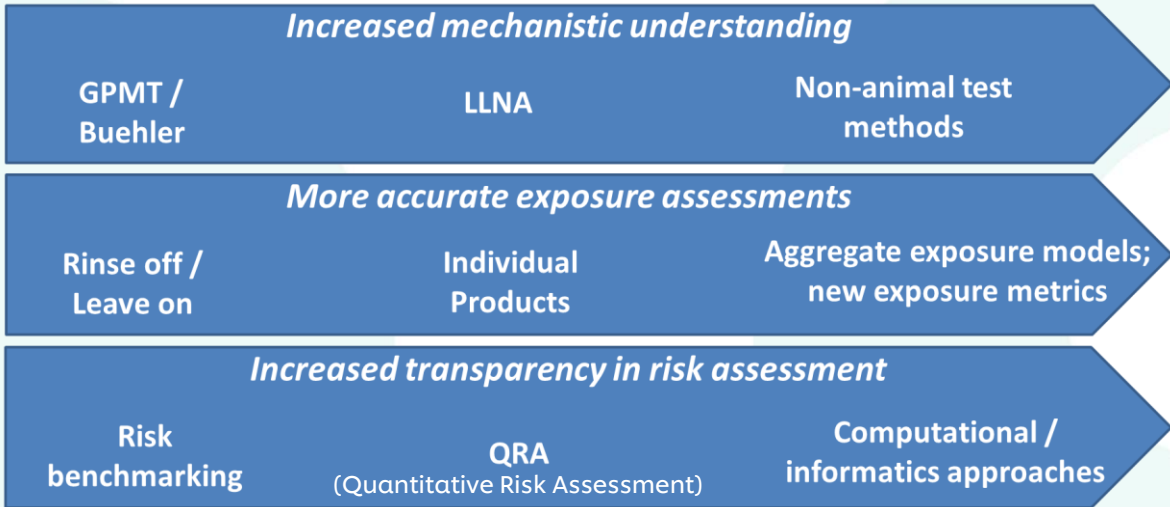 Increased mechanistic understanding
GPMT /
Buehler
LLNA
Non-animal test
methods
More accurate exposure assessments
Rinse off /
Leave on
Individual
Products
Aggregate exposure models;
new exposure metrics
Increased transparency in risk assessment
Risk
benchmarking
QRA
(Quantitative Risk Assessment)
Computational /
informatics approaches